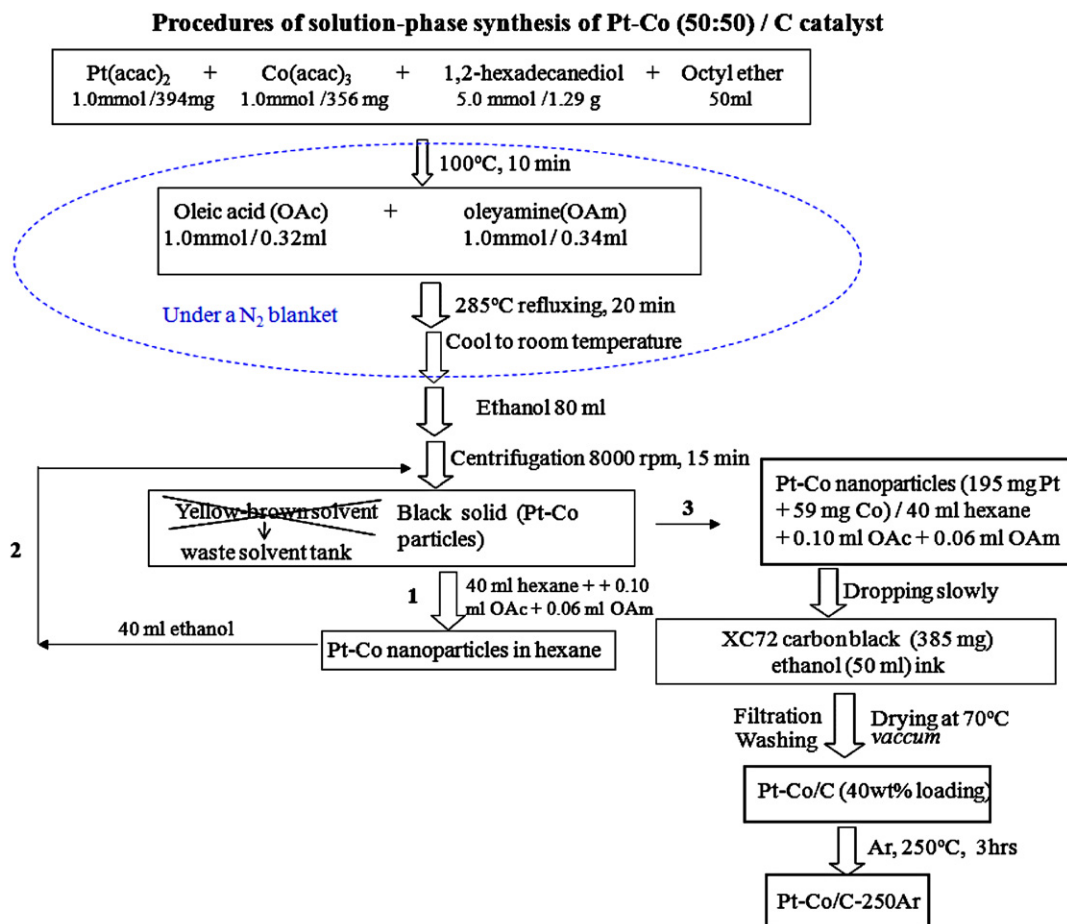 Procedures of solution-phase synthesis of Pt-Co (50:50) / C catalyst
Pt(acac)₂ + Co(acac)₃ + 1,2-hexadecanediol + Octyl ether
1.0mmol /394mg 1.0mmol /356 mg 5.0 mmol /1.29 g 50ml
100°C, 10 min
Oleic acid (OAc) + oleyamine(OAm)
1.0mmol / 0.32ml 1.0mmol / 0.34ml
Under a N₂ blanket
285°C refluxing, 20 min
Cool to room temperature
Ethanol 80 ml
Centrifugation 8000 rpm, 15 min
Yellow-brown solvent
waste solvent tank
Black solid (Pt-Co
particles)
3
Pt-Co nanoparticles (195 mg Pt
+ 59 mg Co) / 40 ml hexane
+ 0.10 ml OAc + 0.06 ml OAm
2
1
40 ml hexane + + 0.10
ml OAc + 0.06 ml OAm
40 ml ethanol
Pt-Co nanoparticles in hexane
Dropping slowly
XC72 carbon black (385 mg)
ethanol (50 ml) ink
Filtration
Washing
Drying at 70°C
vaccum
Pt-Co/C (40wt% loading)
Ar, 250°C, 3hrs
Pt-Co/C-250Ar